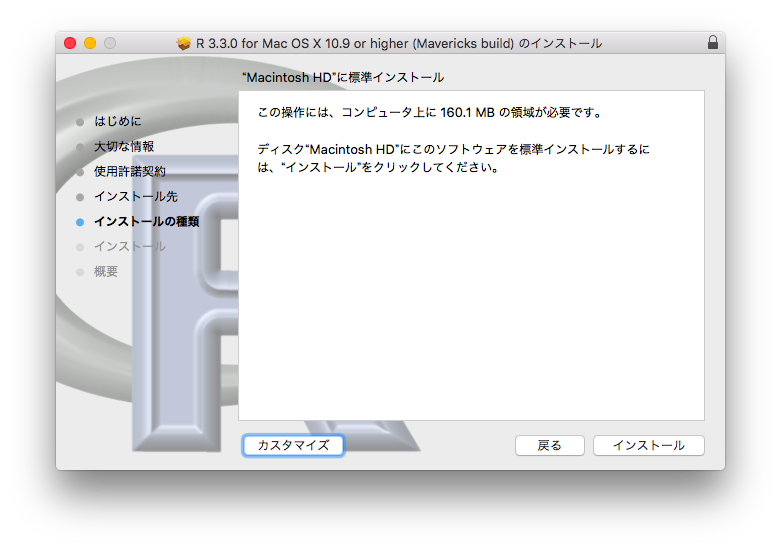 R 3.3.0 for Mac OS X 10.9 or higher (Mavericks build) のインストール
“Macintosh HD”に標準インストール
はじめに
大切な情報
使用許諾契約
インストール先
インストールの種類
インストール
概要
この操作には、コンピュータ上に 160.1 MB の領域が必要です。
ディスク“Macintosh HD”にこのソフトウェアを標準インストールするに
は、“インストール”をクリックしてください。
カスタマイズ
戻る
インストール